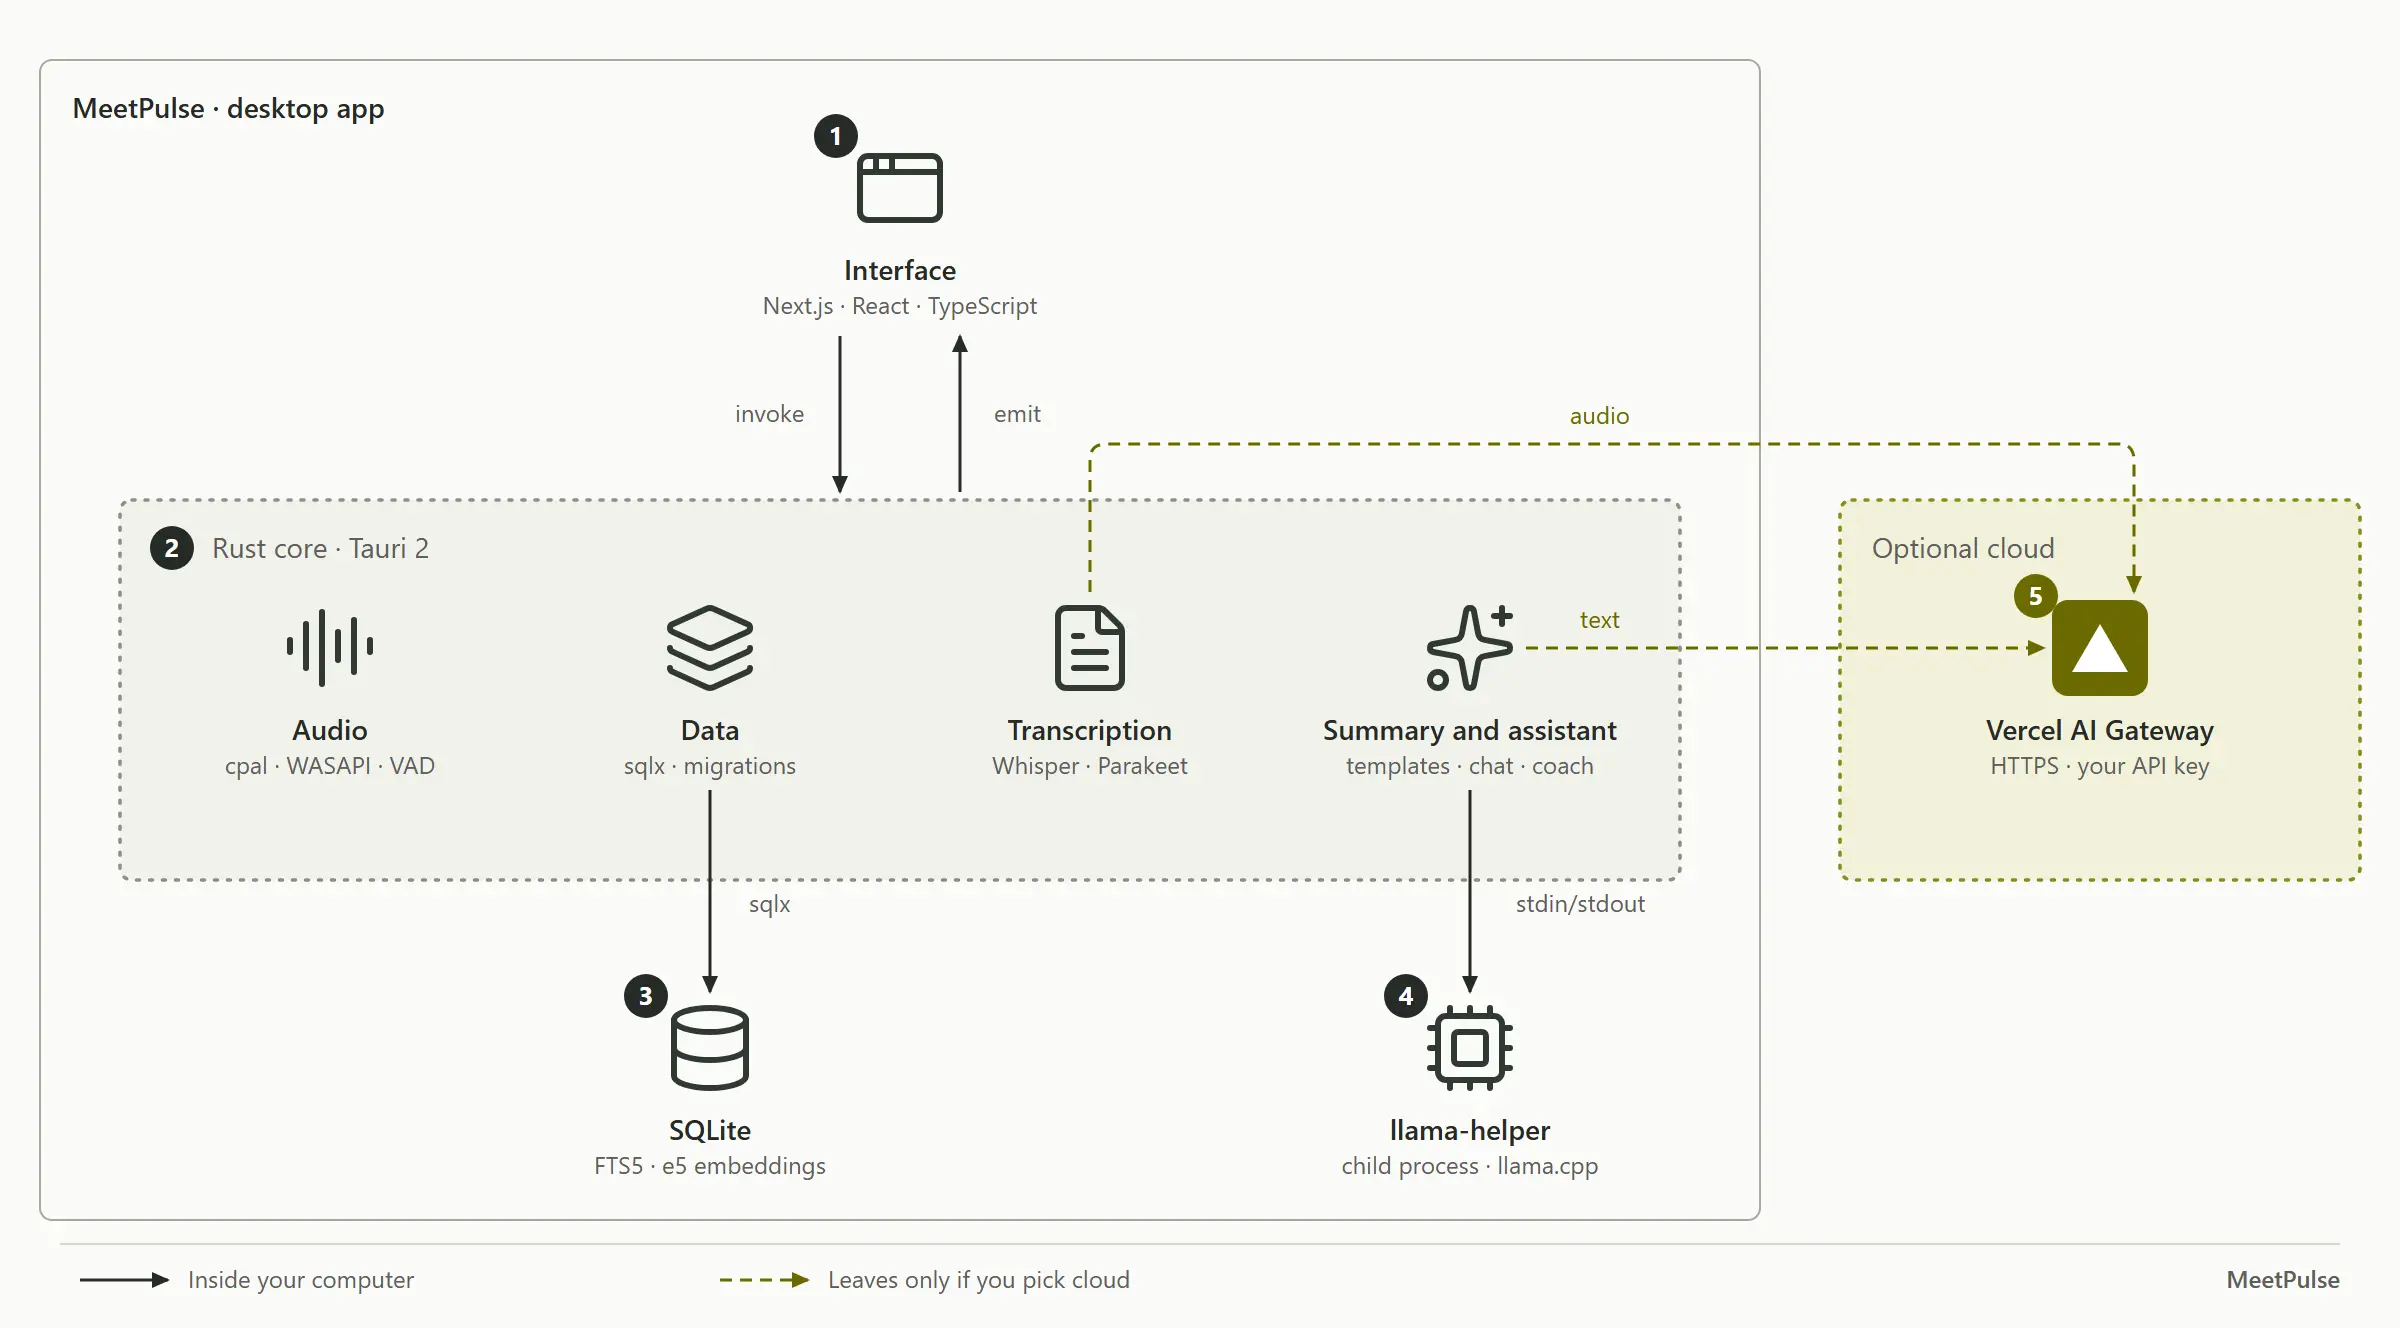 MeetPulse · desktop app
1
Interface
Next.js · React · TypeScript
invoke
emit
audio
2
Rust core · Tauri 2
Optional cloud
5
text
Audio
cpal · WASAPI · VAD
Data
sqlx · migrations
Transcription
Whisper · Parakeet
Summary and assistant
templates · chat · coach
Vercel AI Gateway
HTTPS · your API key
sqlx
stdin/stdout
3
4
SQLite
FTS5 · e5 embeddings
llama-helper
child process · llama.cpp
Inside your computer
Leaves only if you pick cloud
MeetPulse